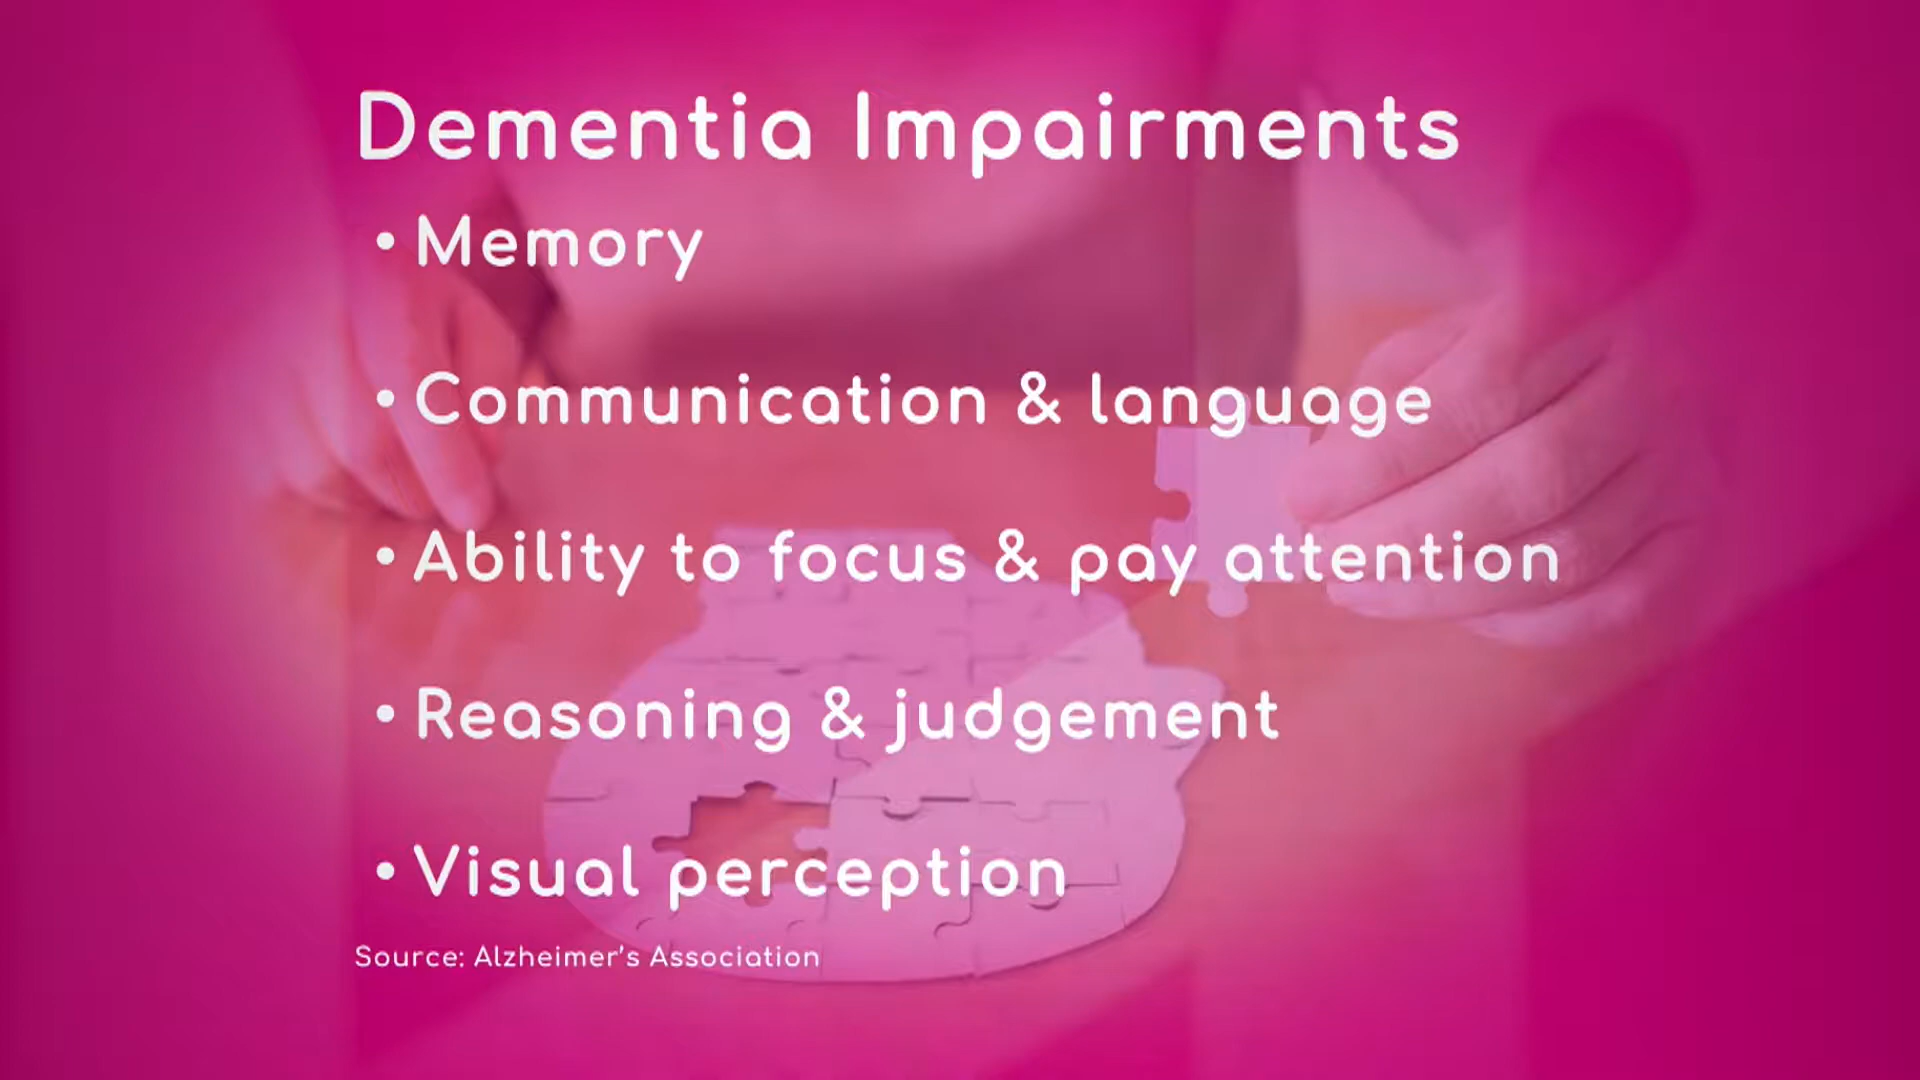 Dementia Impairments
• Memory
• Communication & language
• Ability to focus & pay attention
• Reasoning & judgement
• Visual perception
Source: Alzheimer's Association